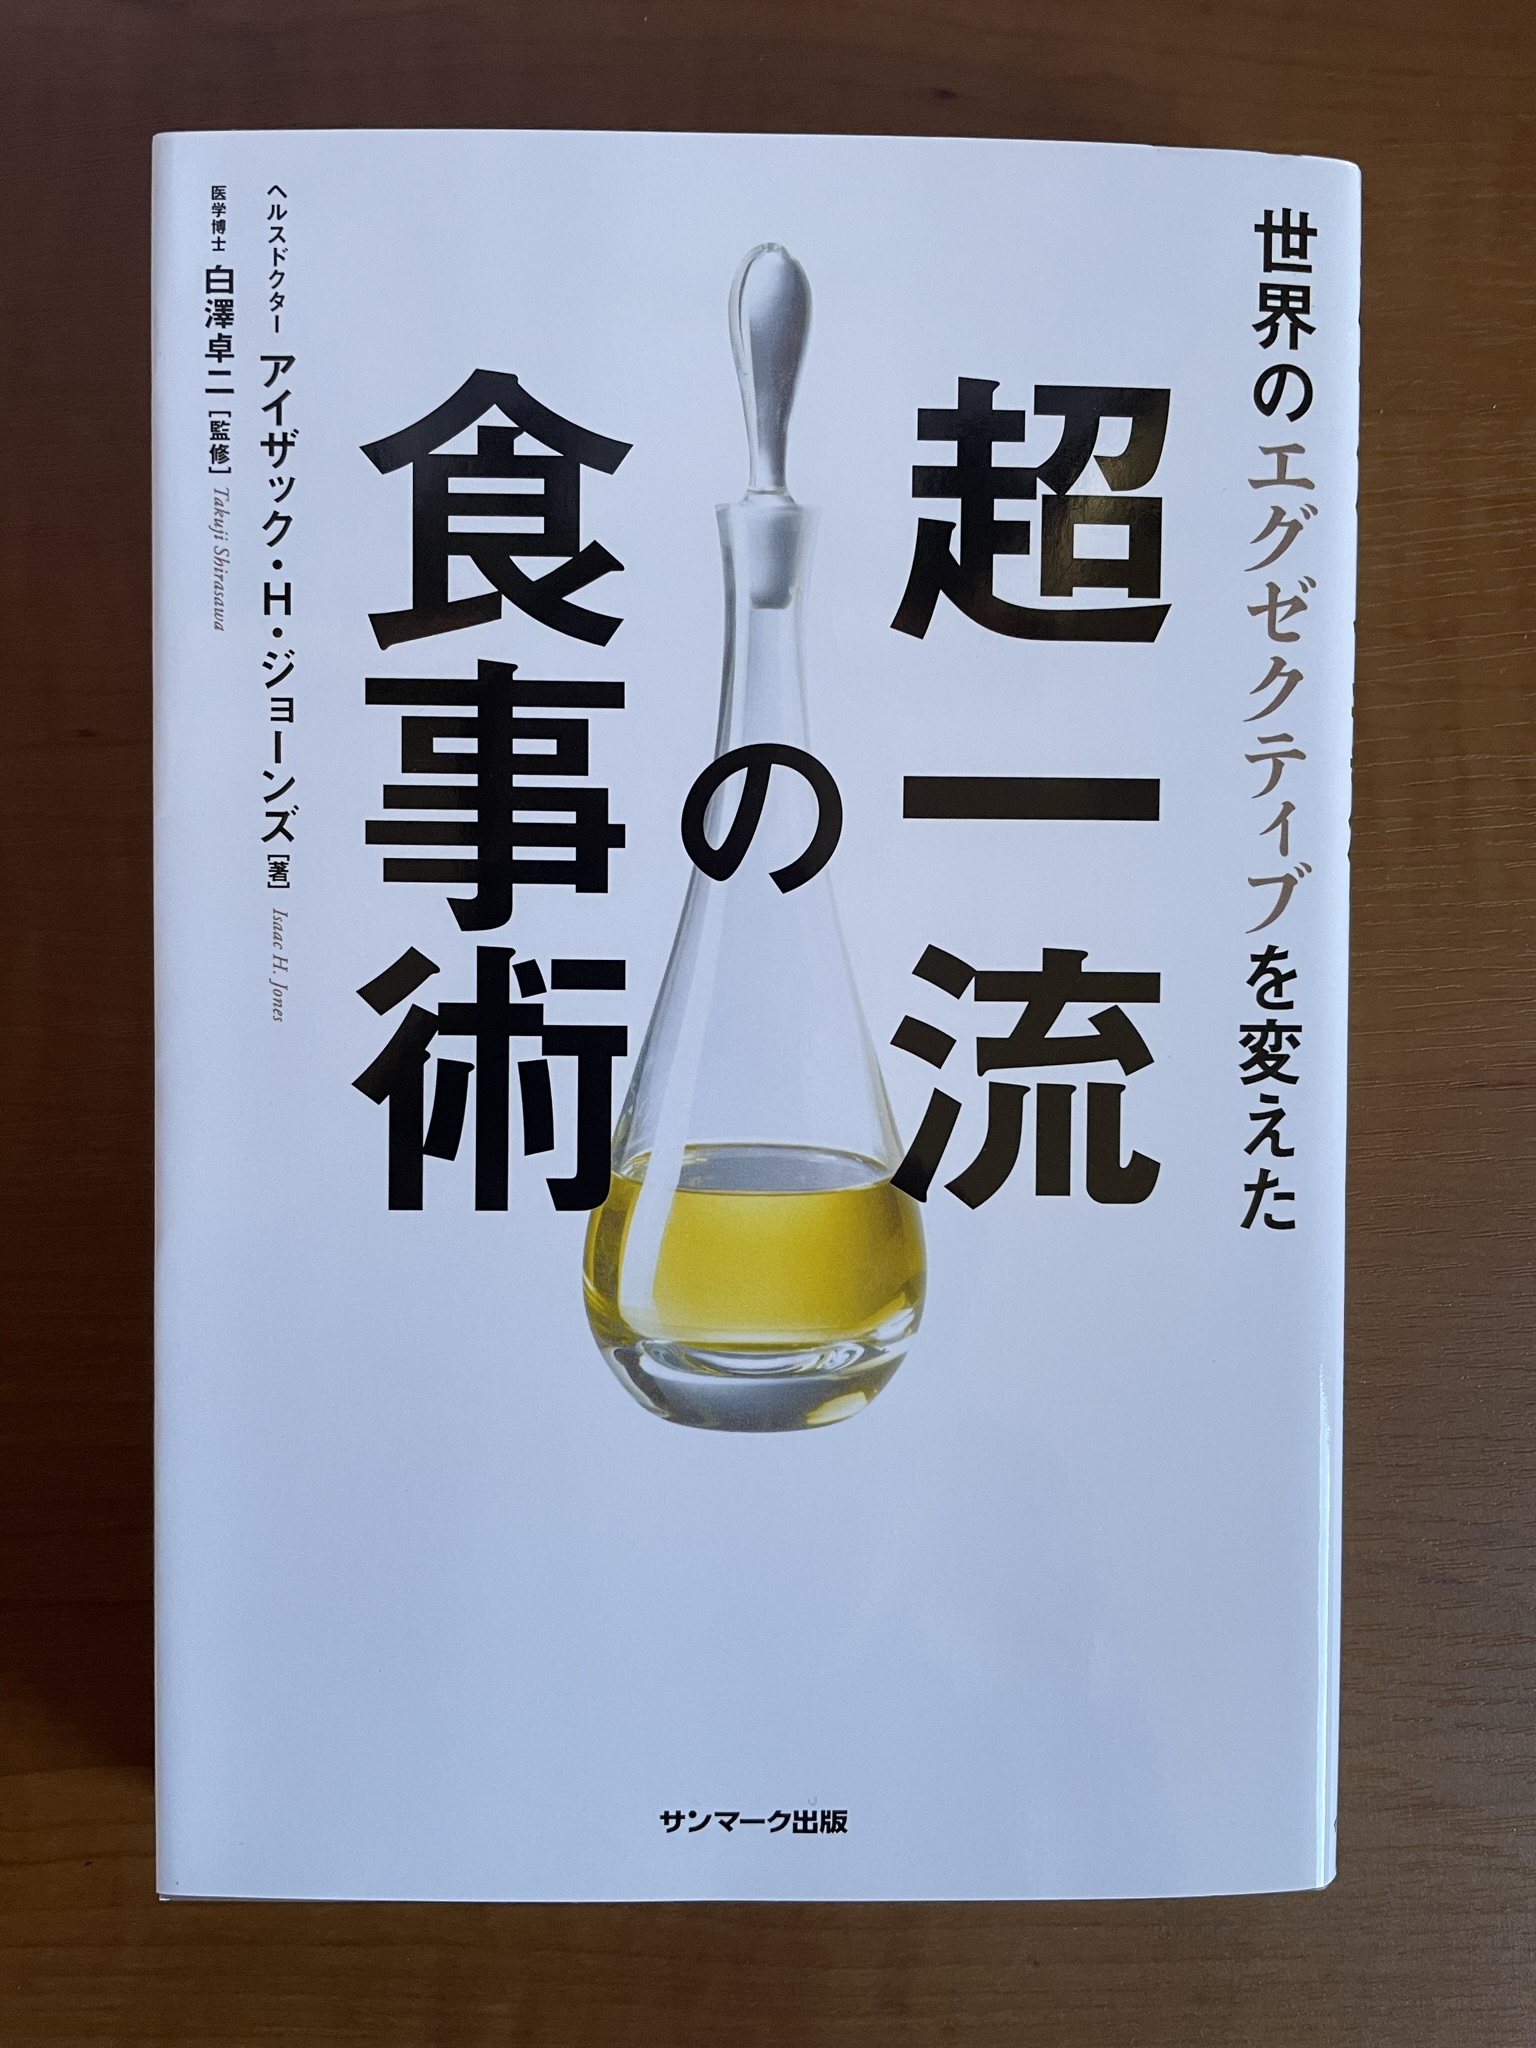 世界のエグゼクティブを変えた
超一流
の
食事術
ヘルスドクター アイザック・H・ジョーンズ [著] Isaac H. Jones
医学博士 白澤卓二 [監修] Takuji Shirasawa
サンマーク出版